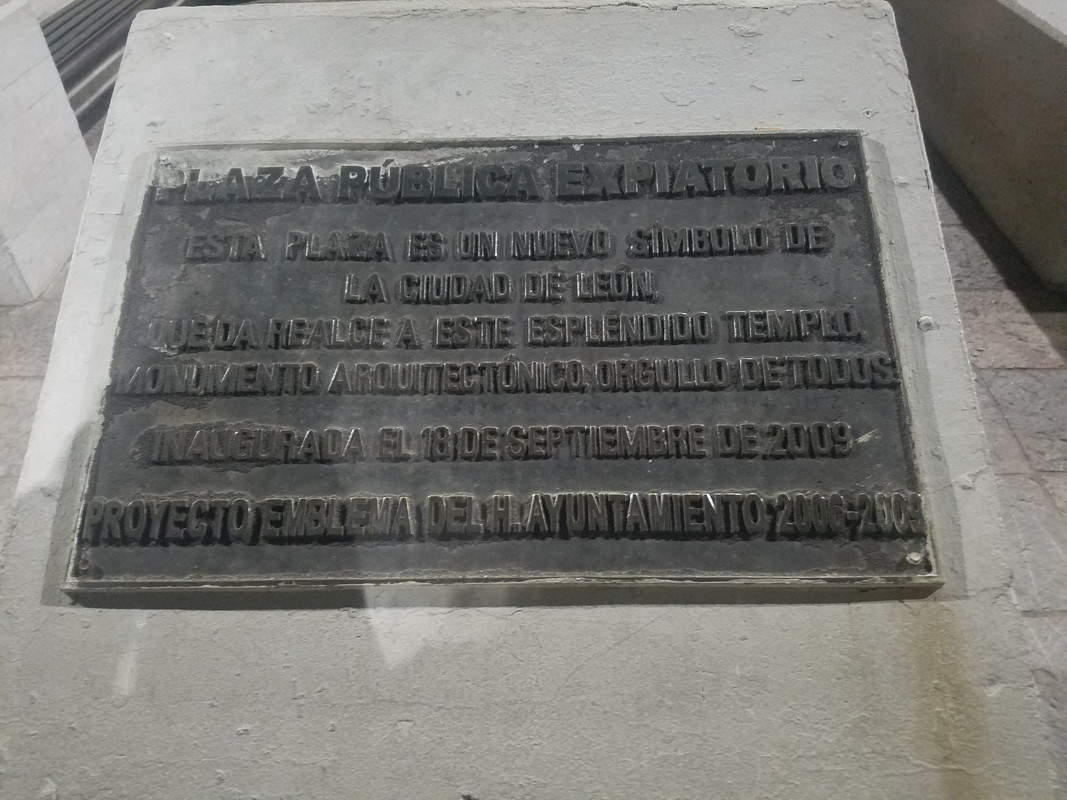 PLAZA PÚBLICA EXPIATORIO
ESTA PLAZA ES UN NUEVO SÍMBOLO DE
LA CIUDAD DE LEÓN,
QUE DA REALCE A ESTE ESPLÉNDIDO TEMPLO,
MONUMENTO ARQUITECTÓNICO, ORGULLO DE TODOS.
INAUGURADA EL 18 DE SEPTIEMBRE DE 2009
PROYECTO EMBLEMA DEL H. AYUNTAMIENTO 2006-2009